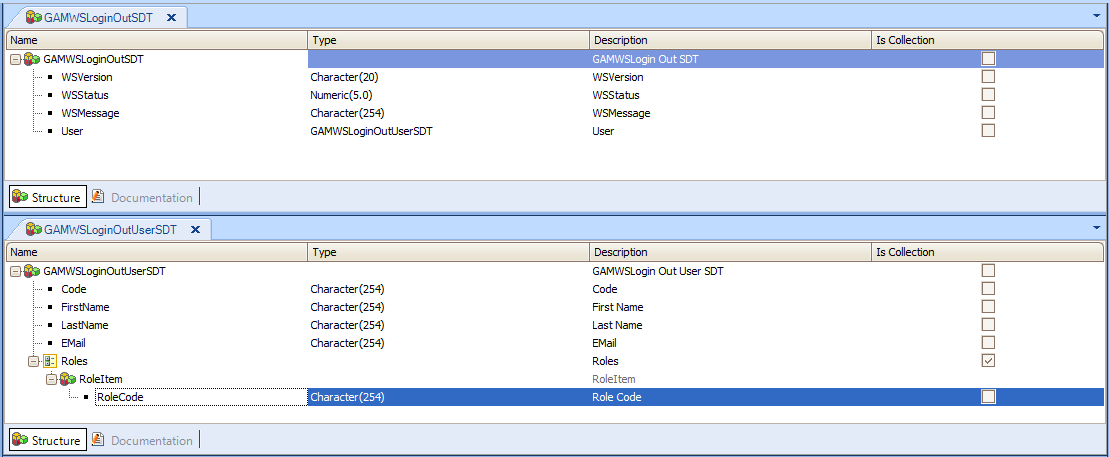 GAMWSLoginOutSDT X
Name Type Description Is Collection
GAMWSLoginOutSDT GAMWSLogin Out SDT
WSVersion Character(20) WSVersion
WSStatus Numeric(5.0) WSStatus
WSMessage Character(254) WSMessage
User GAMWSLoginOutUserSDT User
Structure Documentation
GAMWSLoginOutUserSDT X
Name Type Description Is Collection
GAMWSLoginOutUserSDT GAMWSLogin Out User SDT
Code Character(254) Code
FirstName Character(254) First Name
LastName Character(254) Last Name
EMail Character(254) EMail
Roles Roles
RoleItem RoleItem
RoleCode Character(254) Role Code
Structure Documentation